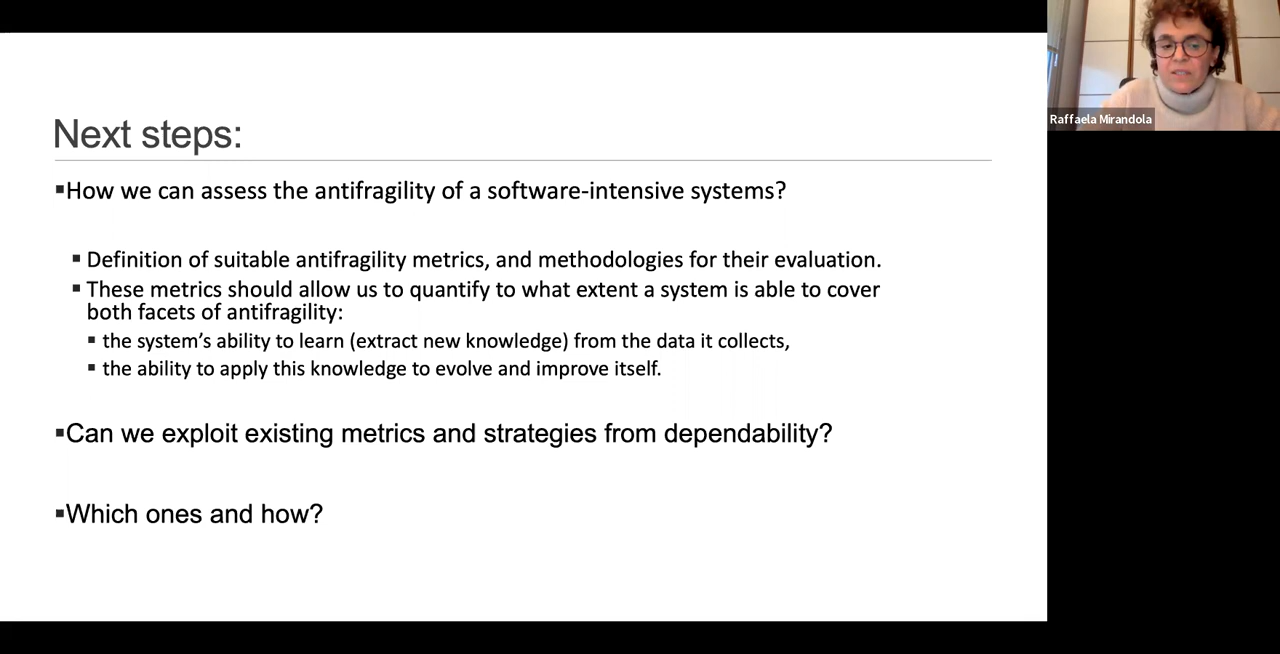 Next steps:
▪How we can assess the antifragility of a software-intensive systems?
▪ Definition of suitable antifragility metrics, and methodologies for their evaluation.
▪ These metrics should allow us to quantify to what extent a system is able to cover
both facets of antifragility:
▪ the system’s ability to learn (extract new knowledge) from the data it collects,
▪ the ability to apply this knowledge to evolve and improve itself.
▪Can we exploit existing metrics and strategies from dependability?
▪Which ones and how?
Raffaela Mirandola